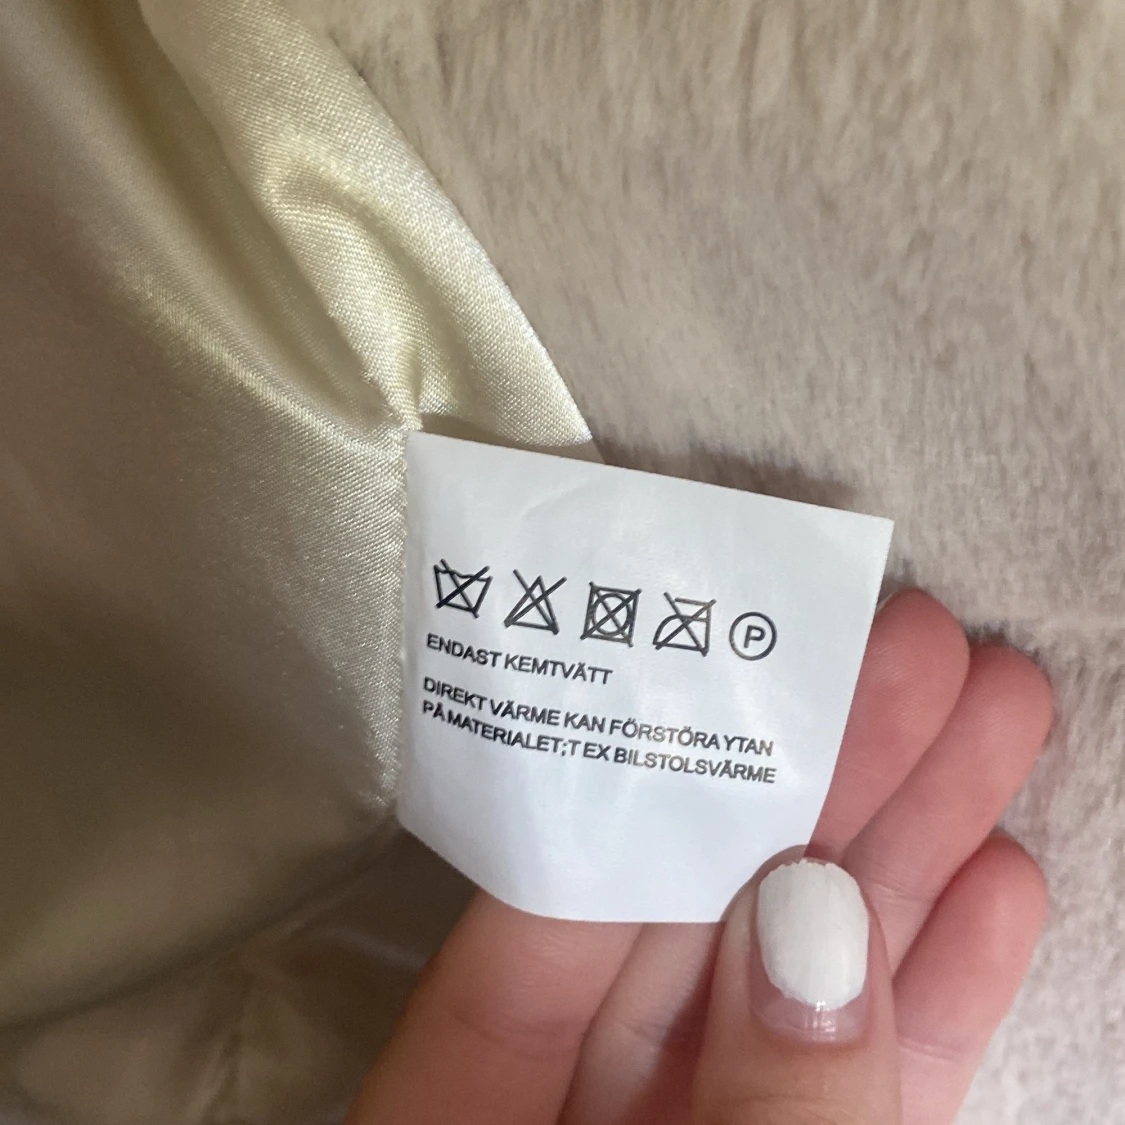 P
ENDAST KEMTVÄTT
DIREKT VÄRME KAN FÖRSTÖRA YTAN
PÅ MATERIALET;T EX BILSTOLSVÄRME